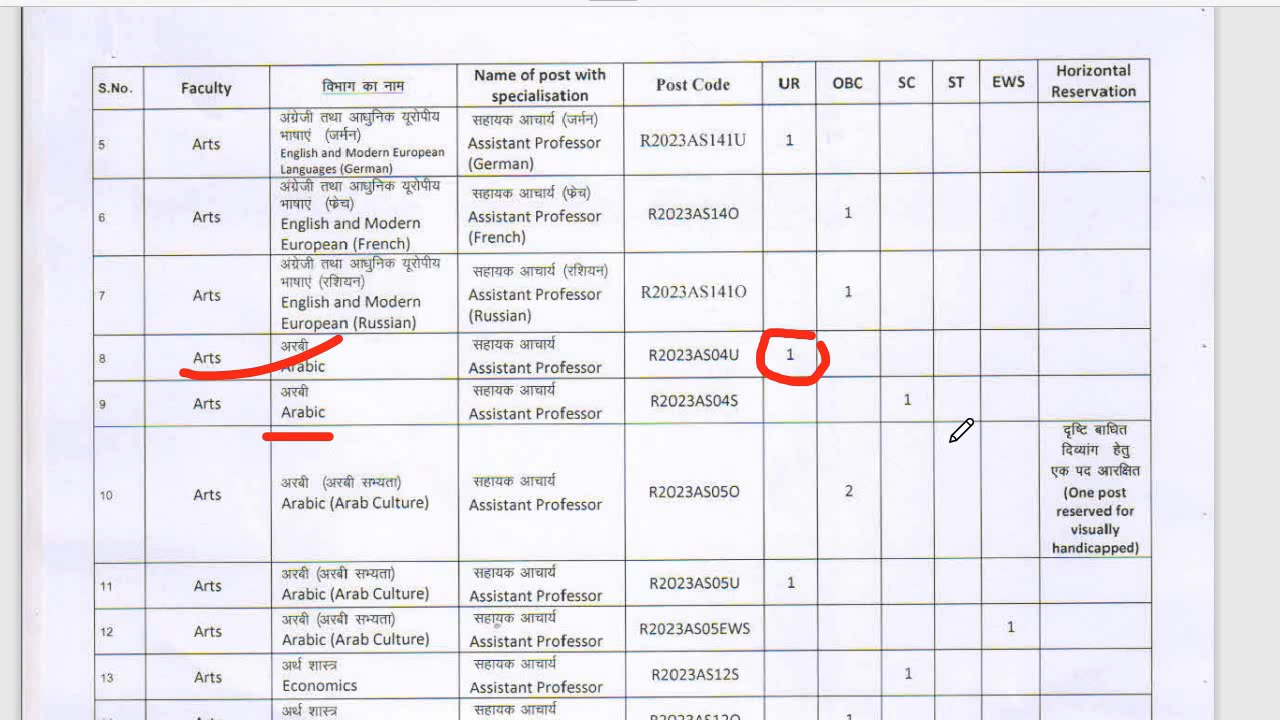 S.No.
Faculty
विभाग का नाम
Name of post with
specialisation
Post Code
UR
OBC
SC
ST
EWS
Horizontal
Reservation
5
Arts
अंग्रेजी तथा आधुनिक यूरोपीय
भाषाएं (जर्मन)
English and Modern European
Languages (German)
सहायक आचार्य (जर्मन)
Assistant Professor
(German)
R2023AS141U
1
6
Arts
अंग्रेजी तथा आधुनिक यूरोपीय
भाषाएं (फ्रेंच)
English and Modern
European (French)
सहायक आचार्य (फ्रेंच)
Assistant Professor
(French)
R2023AS14O
1
7
Arts
अंग्रेजी तथा आधुनिक यूरोपीय
भाषाएं (रशियन)
English and Modern
European (Russian)
सहायक आचार्य (रशियन)
Assistant Professor
(Russian)
R2023AS141O
1
8
Arts
अरबी
Arabic
सहायक आचार्य
Assistant Professor
R2023AS04U
1
9
Arts
अरबी
Arabic
सहायक आचार्य
Assistant Professor
R2023AS04S
1
10
Arts
अरबी (अरबी सभ्यता)
Arabic (Arab Culture)
सहायक आचार्य
Assistant Professor
R2023AS05O
2
दृष्टि बाधित
दिव्यांग हेतु
एक पद आरक्षित
(One post
reserved for
visually
handicapped)
11
Arts
अरबी (अरबी सभ्यता)
Arabic (Arab Culture)
सहायक आचार्य
Assistant Professor
R2023AS05U
1
12
Arts
अरबी (अरबी सभ्यता)
Arabic (Arab Culture)
सहायक आचार्य
Assistant Professor
R2023AS05EWS
1
13
Arts
अर्थ शास्त्र
Economics
सहायक आचार्य
Assistant Professor
R2023AS12S
1
अर्थ शास्त्र
सहायक आचार्य
R2023AS12O
1